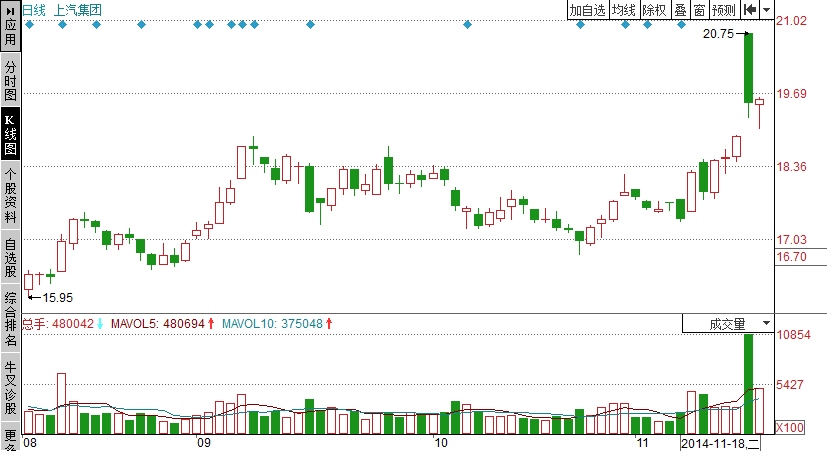 应用
分时图
K线图
个股资料
自选股
综合排名
牛叉诊股
更多
日线 上汽集团
加自选 均线 除权 叠 窗 预测
21.02
20.75
19.69
18.36
17.03
16.70
15.95
总手: 480042 MAVOL5: 480694 MAVOL10: 375048
成交量
10854
5427
X100
08 09 10 11 2014-11-18,二